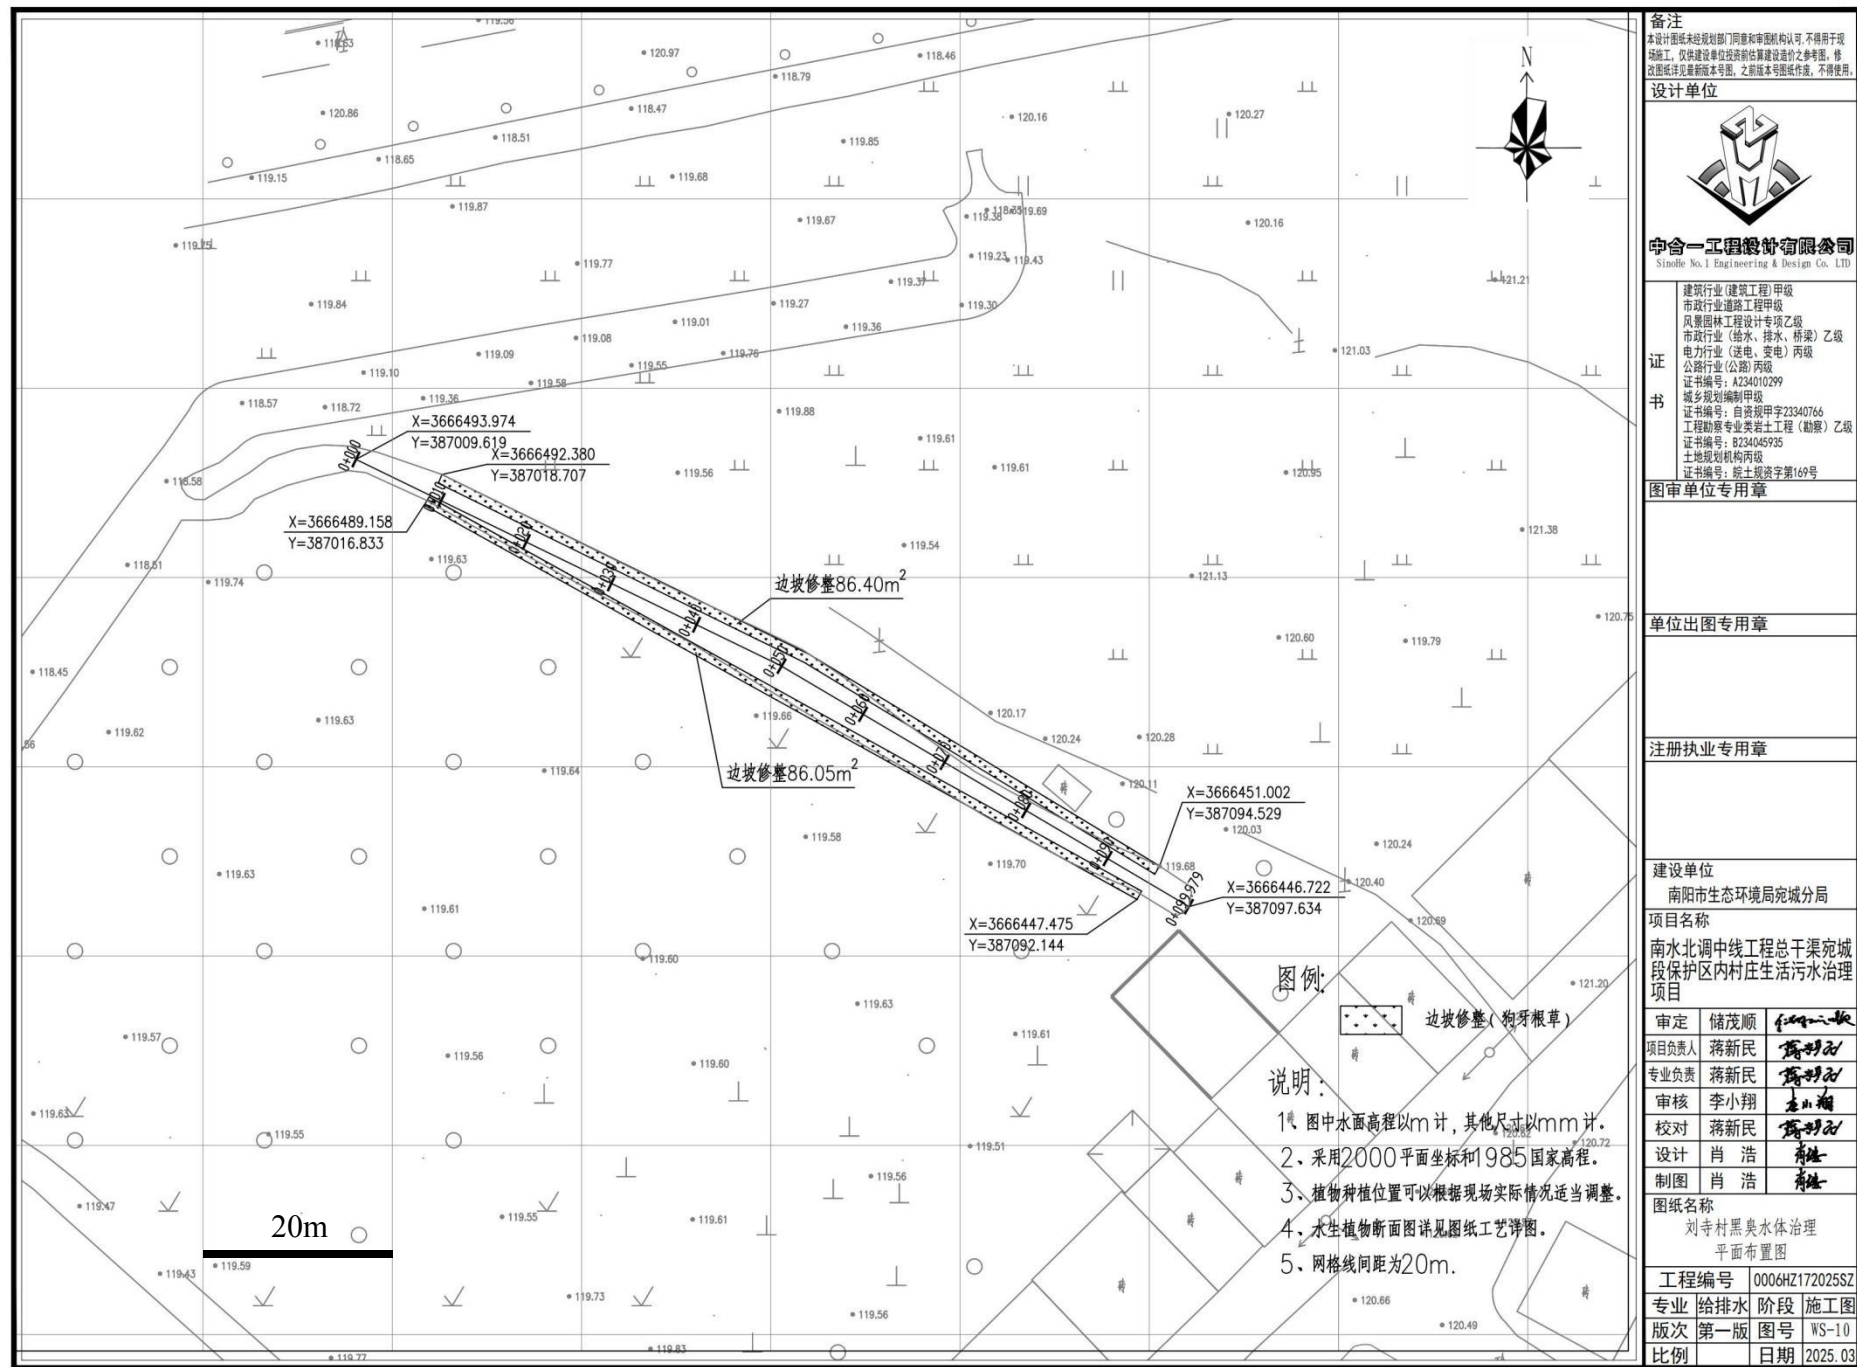 119.56
118.63
120.97
118.46
118.79
120.86
118.47
120.16
120.27
118.51
119.85
118.65
119.15
119.68
119.87
119.67
119.38
119.69
120.16
119.77
119.23
119.43
119.37
121.21
119.84
119.27
119.30
119.01
119.36
119.08
121.03
119.09
119.76
119.55
119.10
119.58
119.36
118.57
118.72
119.88
X=3666493.974
Y=387009.619
119.61
X=3666492.380
Y=387018.707
119.56
119.61
120.95
118.58
0+000
0+010
X=3666489.158
Y=387016.833
0+020
121.38
119.54
119.63
118.51
119.74
0+030
边坡修整86.40m²
121.13
0+040
120.75
120.60
119.79
0+050
118.45
0+060
119.66
120.17
119.62
119.63
120.24
120.28
0+070
119.64
边坡修整86.05m²
120.11
砖
0+080
X=3666451.002
Y=387094.529
119.58
120.03
120.24
0+090
119.63
119.70
119.68
120.40
0+099.979
X=3666446.722
Y=387097.634
119.61
120.69
X=3666447.475
Y=387092.144
119.60
121.20
119.63
119.57
119.56
119.60
119.61
119.63
119.55
119.51
120.72
119.56
119.47
119.55
119.61
119.59
119.43
119.73
119.56
120.66
120.49
119.83
119.77
N
20m
图例:
边坡修整(狗牙根草)
说明:
1、图中水面高程以m计,其他尺寸以mm计。
2、采用2000平面坐标和1985国家高程。
3、植物种植位置可以根据现场实际情况适当调整。
4、水生植物断面图详见图纸工艺详图。
5、网格线间距为20m.
备注
本设计图纸未经规划部门同意和审图机构认可,不得用于现
场施工,仅供建设单位投资前估算建设造价之参考图。修
改图纸详见最新版本号图,之前版本号图纸作废,不得使用。
设计单位
中合一工程设计有限公司
SinoHe No.1 Engineering & Design Co. LTD
证书
建筑行业(建筑工程)甲级
市政行业道路工程甲级
风景园林工程设计专项乙级
市政行业(给水、排水、桥梁)乙级
电力行业(送电、变电)丙级
公路行业(公路)丙级
证书编号:A234010299
城乡规划编制甲级
证书编号:自资规甲字23340766
工程勘察专业类岩土工程(勘察)乙级
证书编号:B234045935
土地规划机构丙级
证书编号:皖土规资字第169号
图审单位专用章
单位出图专用章
注册执业专用章
建设单位
南阳市生态环境局宛城分局
项目名称
南水北调中线工程总干渠宛城
段保护区内村庄生活污水治理
项目
审定 储茂顺
项目负责人 蒋新民
专业负责 蒋新民
审核 李小翔
校对 蒋新民
设计 肖 浩
制图 肖 浩
图纸名称
刘寺村黑臭水体治理
平面布置图
工程编号 0006HZ172025SZ
专业 给排水 阶段 施工图
版次 第一版 图号 WS-10
比例 日期 2025.03